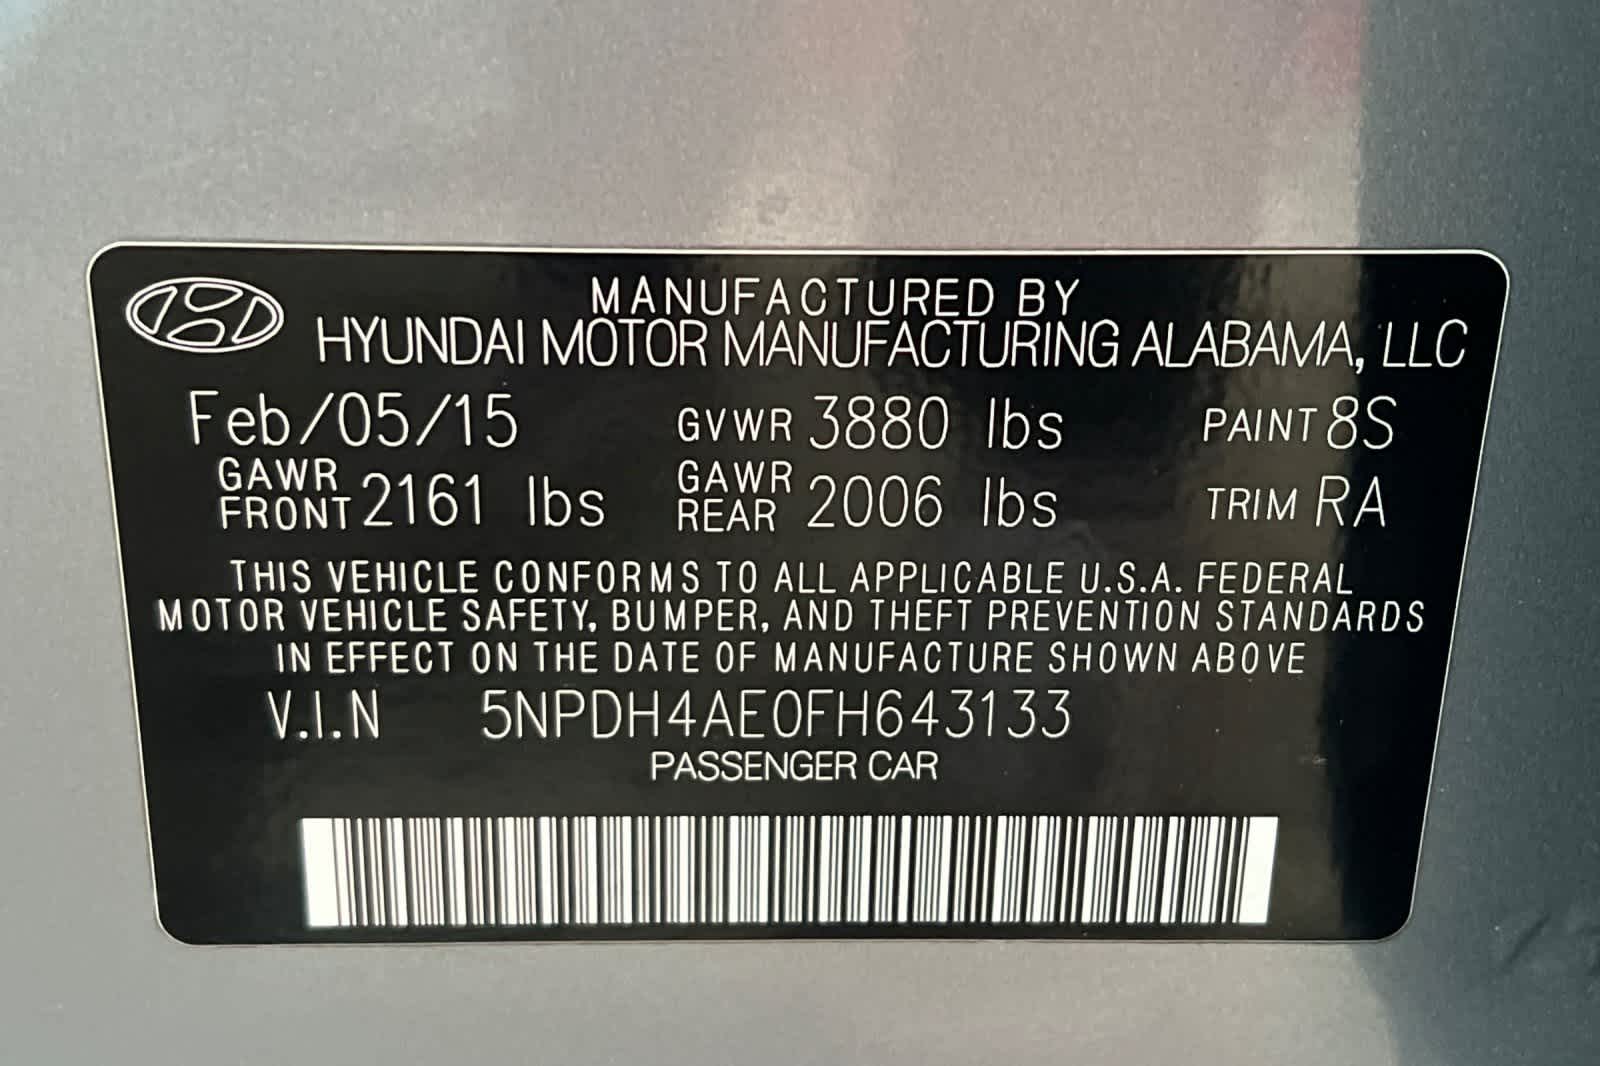 MANUFACTURED BY
HYUNDAI MOTOR MANUFACTURING ALABAMA, LLC
Feb/05/15 GVWR 3880 lbs PAINT 8S
GAWR FRONT 2161 lbs GAWR REAR 2006 lbs TRIM RA
THIS VEHICLE CONFORMS TO ALL APPLICABLE U.S.A. FEDERAL
MOTOR VEHICLE SAFETY, BUMPER, AND THEFT PREVENTION STANDARDS
IN EFFECT ON THE DATE OF MANUFACTURE SHOWN ABOVE
V.I.N 5NPDH4AE0FH643133
PASSENGER CAR